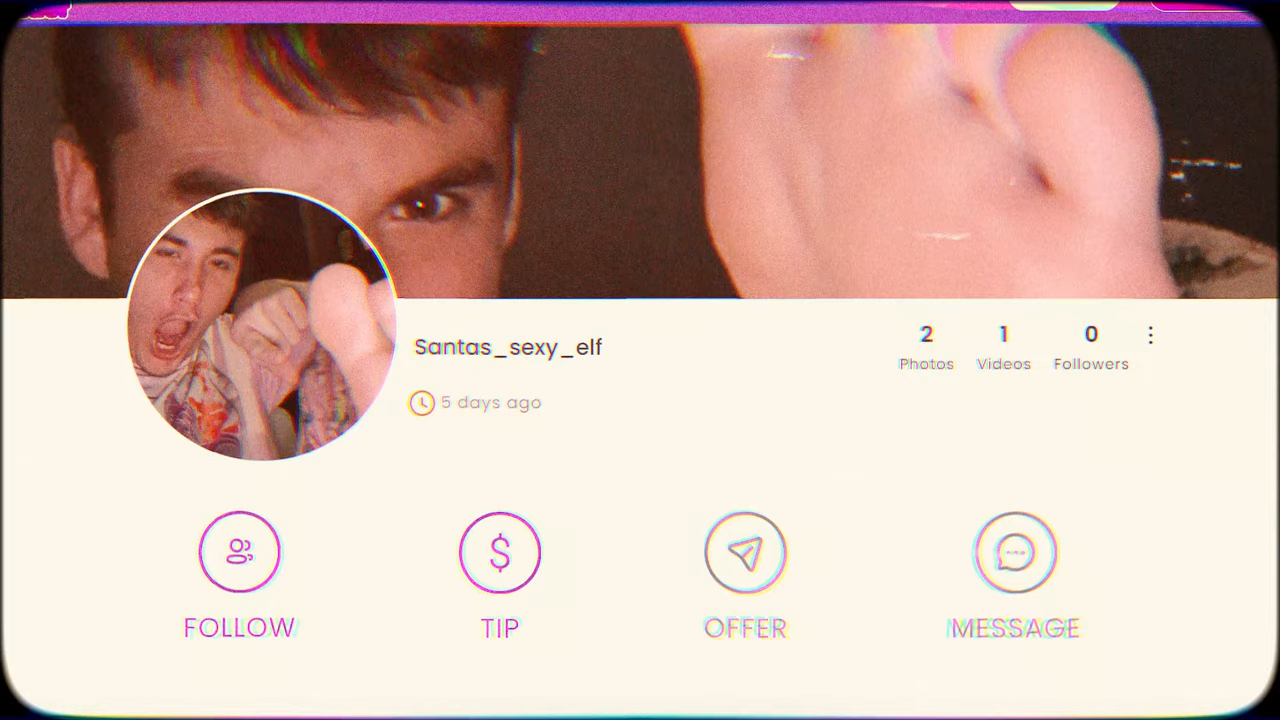 Santas_sexy_elf
5 days ago
2
Photos
1
Videos
0
Followers
FOLLOW
TIP
OFFER
MESSAGE